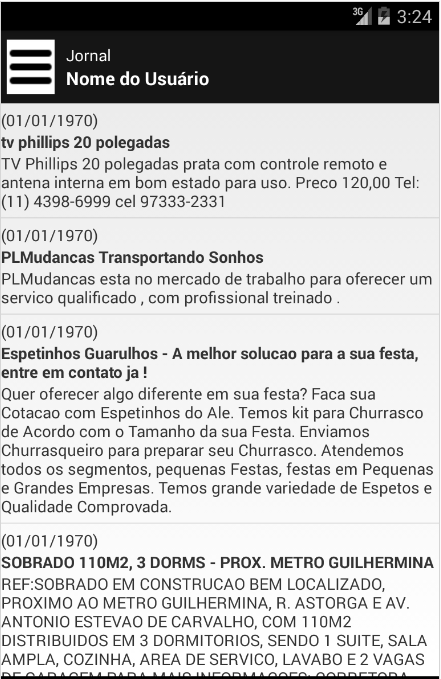 3G 3:24
Jornal
Nome do Usuário
(01/01/1970)
tv phillips 20 polegadas
TV Phillips 20 polegadas prata com controle remoto e
antena interna em bom estado para uso. Preco 120,00 Tel:
(11) 4398-6999 cel 97333-2331
(01/01/1970)
PLMudancas Transportando Sonhos
PLMudancas esta no mercado de trabalho para oferecer um
servico qualificado , com profissional treinado .
(01/01/1970)
Espetinhos Guarulhos - A melhor solucao para a sua festa,
entre em contato ja !
Quer oferecer algo diferente em sua festa? Faca sua
Cotacao com Espetinhos do Ale. Temos kit para Churrasco
de Acordo com o Tamanho da sua Festa. Enviamos
Churrasqueiro para preparar seu Churrasco. Atendemos
todos os segmentos, pequenas Festas, festas em Pequenas
e Grandes Empresas. Temos grande variedade de Espetos e
Qualidade Comprovada.
(01/01/1970)
SOBRADO 110M2, 3 DORMS - PROX. METRO GUILHERMINA
REF:SOBRADO EM CONSTRUCAO BEM LOCALIZADO,
PROXIMO AO METRO GUILHERMINA, R. ASTORGA E AV.
ANTONIO ESTEVAO DE CARVALHO, COM 110M2
DISTRIBUIDOS EM 3 DORMITORIOS, SENDO 1 SUITE, SALA
AMPLA, COZINHA, AREA DE SERVICO, LAVABO E 2 VAGAS
DE GARAGEM PARA MAIS INFORMACOES: CORRETORA